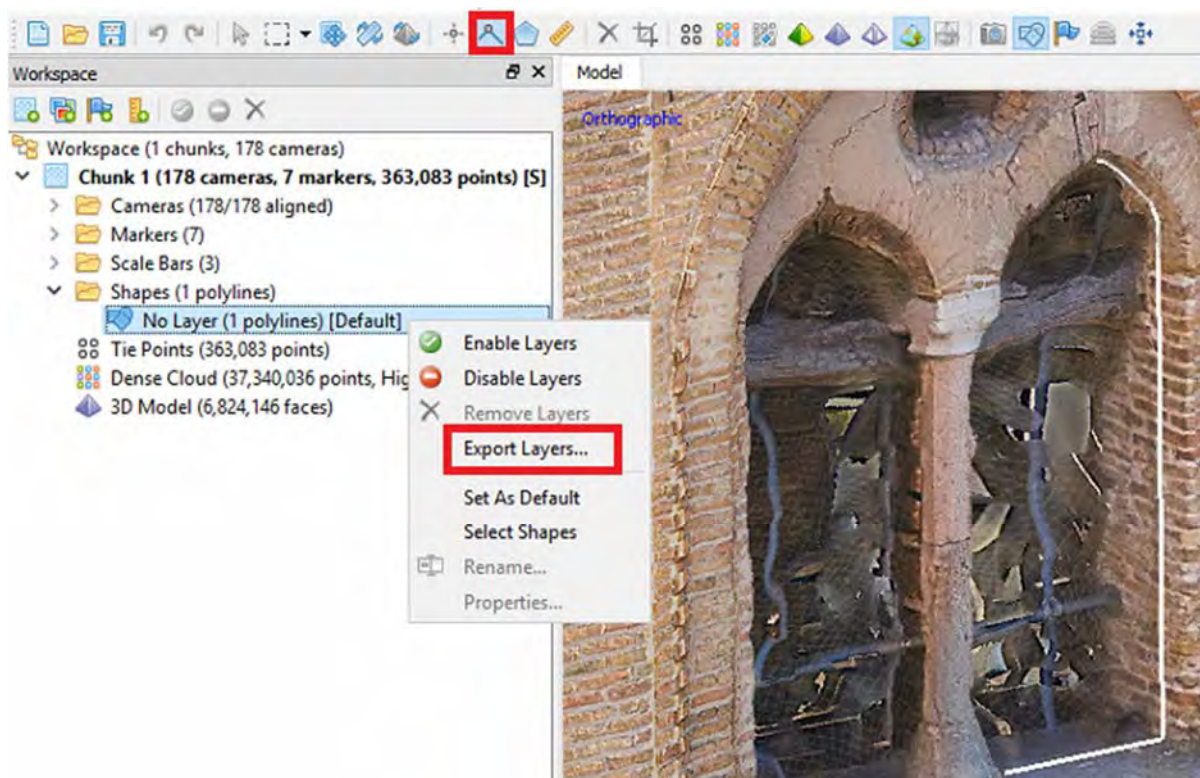 Workspace
Model
Orthographic
Workspace (1 chunks, 178 cameras)
Chunk 1 (178 cameras, 7 markers, 363,083 points) [S]
Cameras (178/178 aligned)
Markers (7)
Scale Bars (3)
Shapes (1 polylines)
No Layer (1 polylines) [Default]
Tie Points (363,083 points)
Dense Cloud (37,340,036 points, Hig
3D Model (6,824,146 faces)
Enable Layers
Disable Layers
Remove Layers
Export Layers...
Set As Default
Select Shapes
Rename...
Properties...